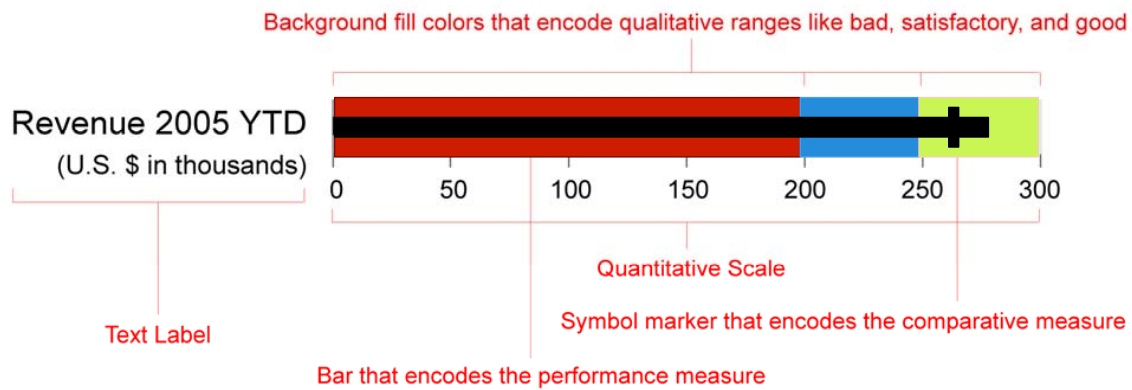 Background fill colors that encode qualitative ranges like bad, satisfactory, and good
Revenue 2005 YTD
(U.S. $ in thousands)
0 50 100 150 200 250 300
Quantitative Scale
Text Label
Symbol marker that encodes the comparative measure
Bar that encodes the performance measure